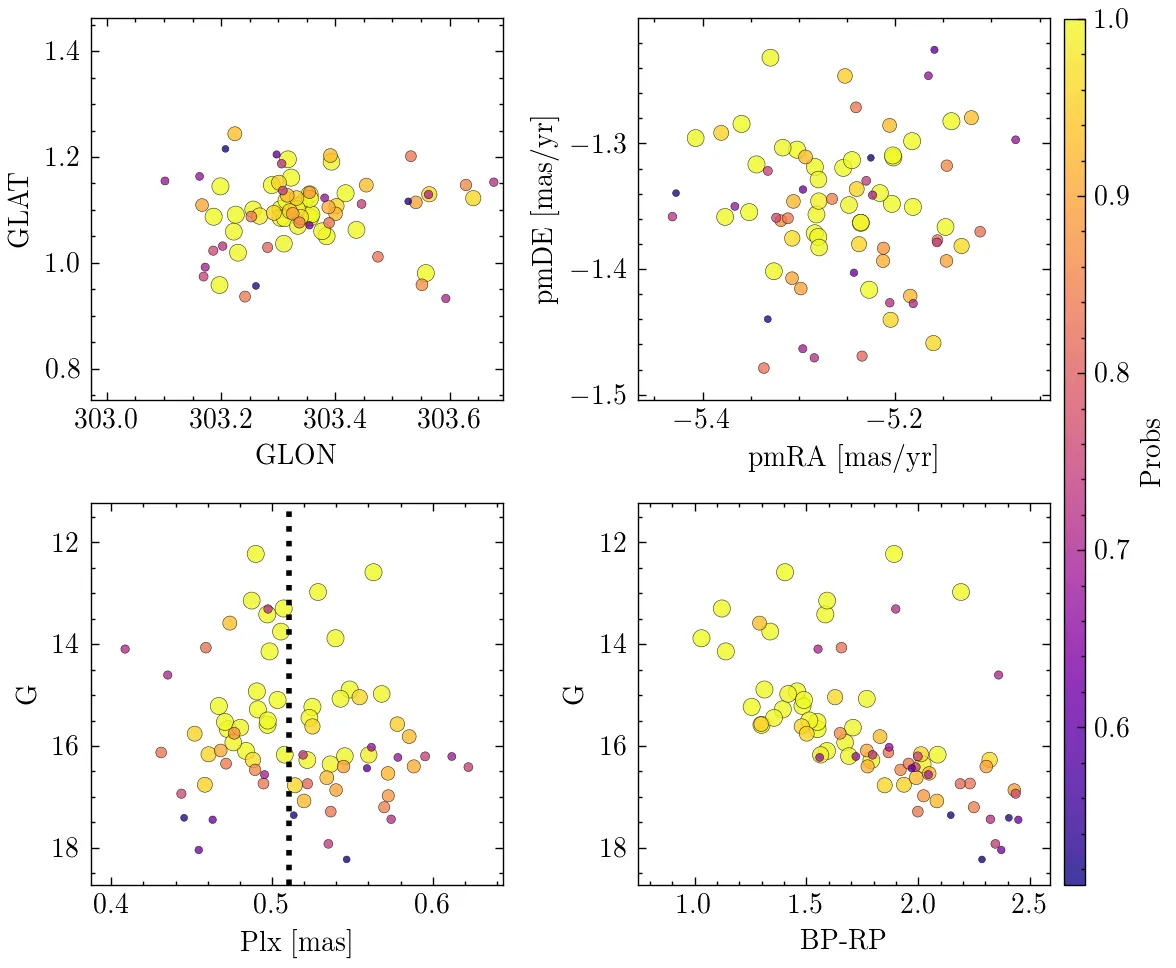 1.4
1.2
1.0
0.8
GLAT
303.0 303.2 303.4 303.6
GLON
−1.3
−1.4
−1.5
pmDE [mas/yr]
−5.4 −5.2
pmRA [mas/yr]
12
14
16
18
G
0.4 0.5 0.6
Plx [mas]
12
14
16
18
G
1.0 1.5 2.0 2.5
BP-RP
1.0
0.9
0.8
0.7
0.6
Probs